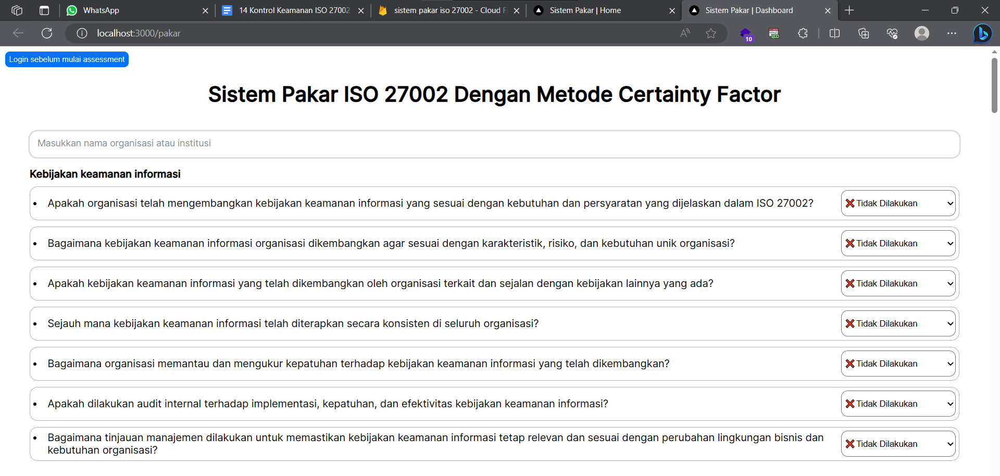 WhatsApp
14 Kontrol Keamanan ISO 27002
sistem pakar iso 27002 - Cloud Fi
Sistem Pakar | Home
Sistem Pakar | Dashboard
localhost:3000/pakar
10
Login sebelum mulai assessment
Sistem Pakar ISO 27002 Dengan Metode Certainty Factor
Masukkan nama organisasi atau institusi
Kebijakan keamanan informasi
• Apakah organisasi telah mengembangkan kebijakan keamanan informasi yang sesuai dengan kebutuhan dan persyaratan yang dijelaskan dalam ISO 27002?
❌ Tidak Dilakukan
• Bagaimana kebijakan keamanan informasi organisasi dikembangkan agar sesuai dengan karakteristik, risiko, dan kebutuhan unik organisasi?
❌ Tidak Dilakukan
• Apakah kebijakan keamanan informasi yang telah dikembangkan oleh organisasi terkait dan sejalan dengan kebijakan lainnya yang ada?
❌ Tidak Dilakukan
• Sejauh mana kebijakan keamanan informasi telah diterapkan secara konsisten di seluruh organisasi?
❌ Tidak Dilakukan
• Bagaimana organisasi memantau dan mengukur kepatuhan terhadap kebijakan keamanan informasi yang telah dikembangkan?
❌ Tidak Dilakukan
• Apakah dilakukan audit internal terhadap implementasi, kepatuhan, dan efektivitas kebijakan keamanan informasi?
❌ Tidak Dilakukan
• Bagaimana tinjauan manajemen dilakukan untuk memastikan kebijakan keamanan informasi tetap relevan dan sesuai dengan perubahan lingkungan bisnis dan
kebutuhan organisasi?
❌ Tidak Dilakukan